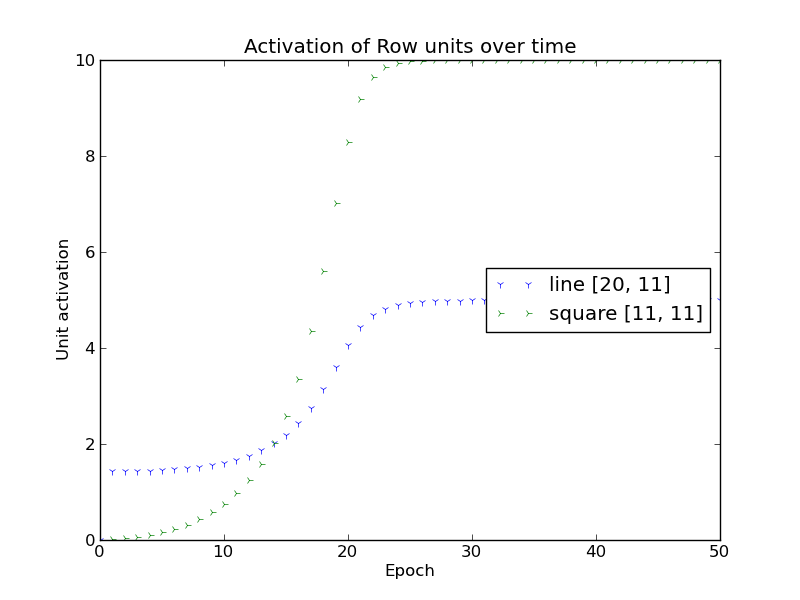 Activation of Row units over time
10
8
6
4
2
0
Unit activation
line [20, 11]
square [11, 11]
0 10 20 30 40 50
Epoch